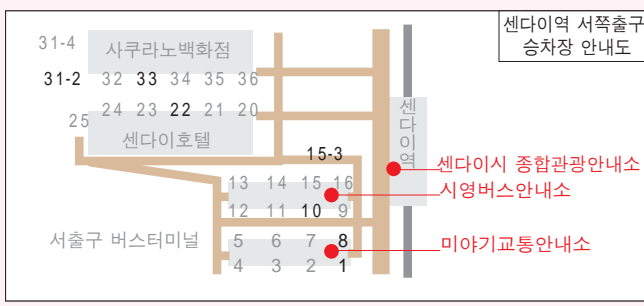 센다이역 서쪽출구
승차장 안내도
31-4
사쿠라노백화점
31-2 32 33 34 35 36
24 23 22 21 20
25
센다이호텔
센다이역
15-3
센다이시 종합관광안내소
13 14 15 16
시영버스안내소
12 11 10 9
서출구 버스터미널
5 6 7 8
미야기교통안내소
4 3 2 1